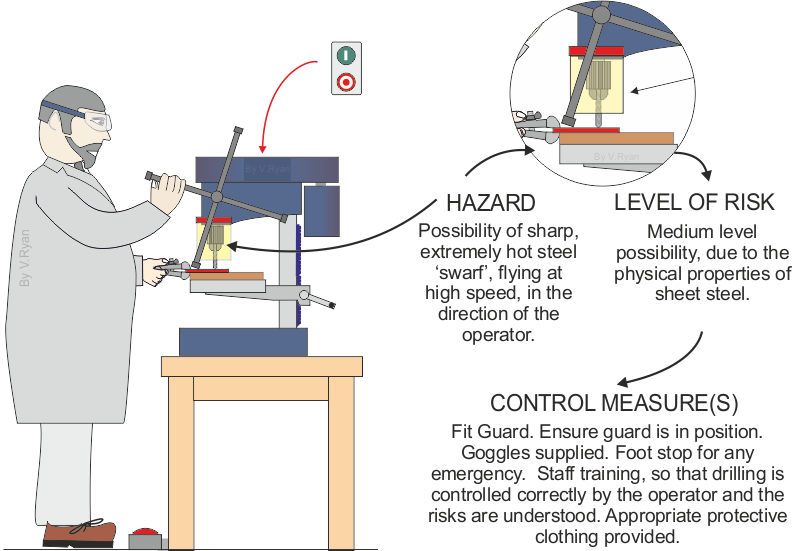 By V.Ryan
By V.Ryan
By V.Ryan
HAZARD
Possibility of sharp,
extremely hot steel
‘swarf’, flying at
high speed, in the
direction of the
operator.
LEVEL OF RISK
Medium level
possibility, due to the
physical properties of
sheet steel.
CONTROL MEASURE(S)
Fit Guard. Ensure guard is in position.
Goggles supplied. Foot stop for any
emergency.  Staff training, so that drilling is
controlled correctly by the operator and the
risks are understood. Appropriate protective
clothing provided.